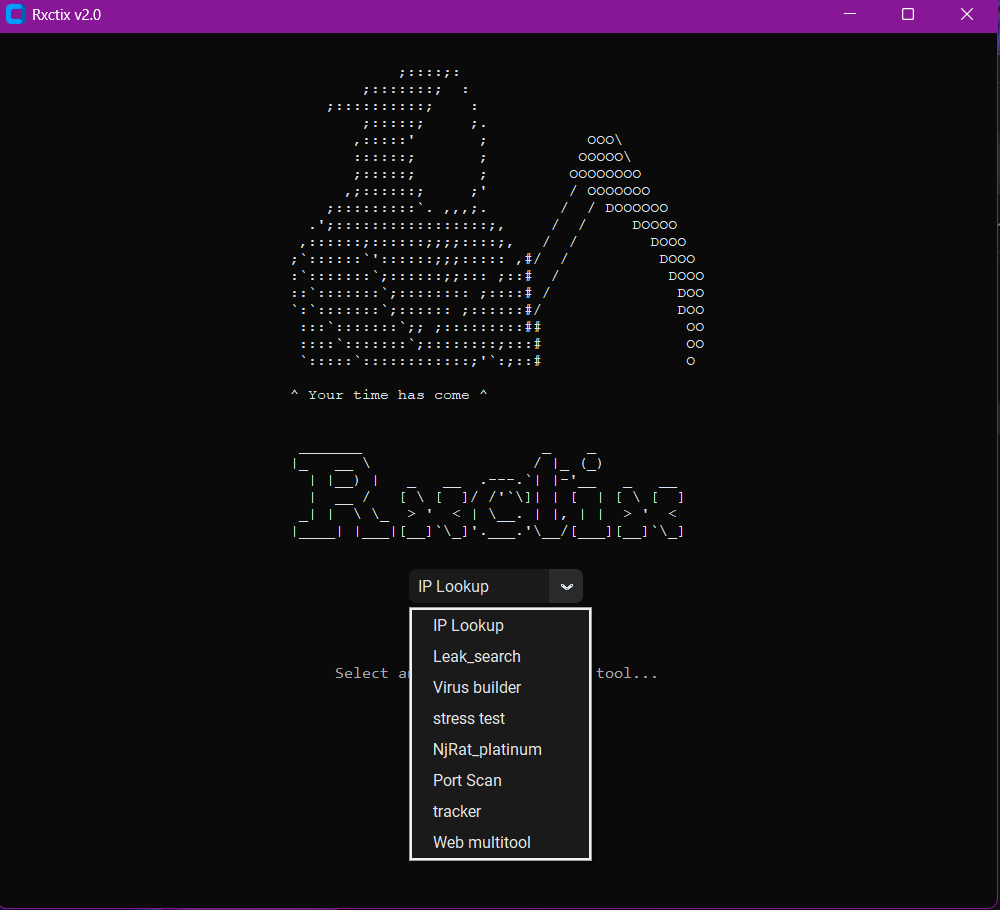 Rxctix v2.0
^ Your time has come ^
Rxctix
IP Lookup
IP Lookup
Leak_search
Select a
tool...
Virus builder
stress test
NjRat_platinum
Port Scan
tracker
Web multitool